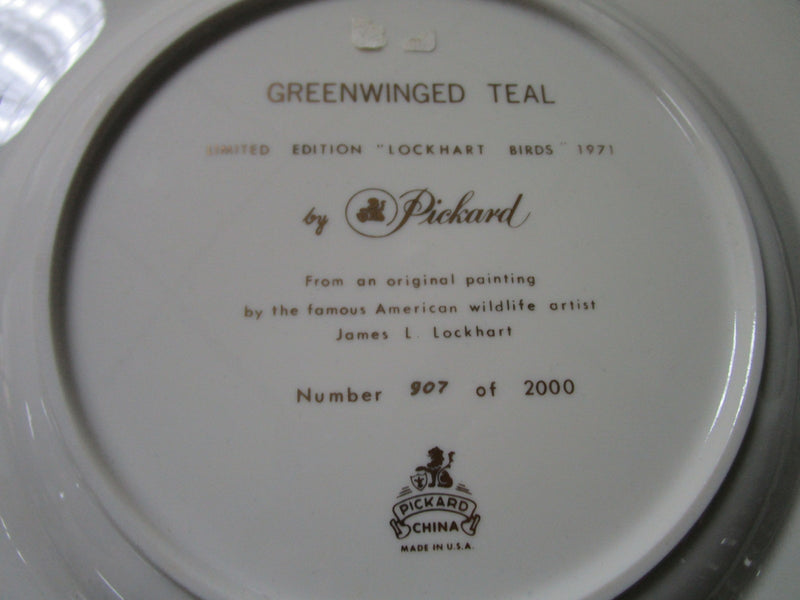 GREENWINGED TEAL
LIMITED EDITION "LOCKHART BIRDS" 1971
by Pickard
From an original painting
by the famous American wildlife artist
James L. Lockhart
Number 907 of 2000
PICKARD
CHINA
MADE IN U.S.A.